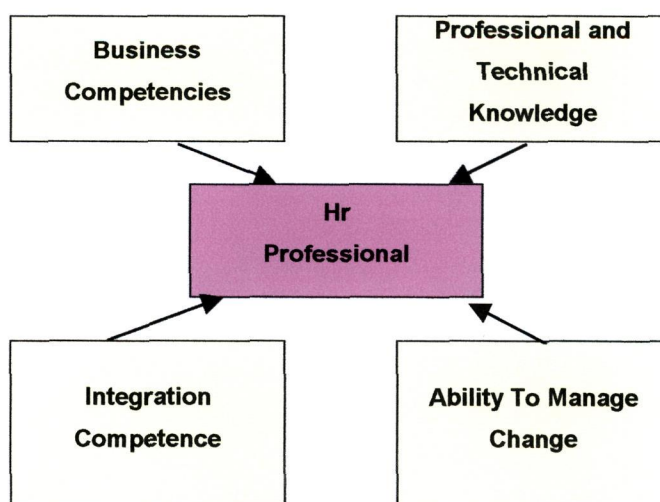 Business
Competencies
Professional and
Technical
Knowledge
Hr
Professional
Integration
Competence
Ability To Manage
Change